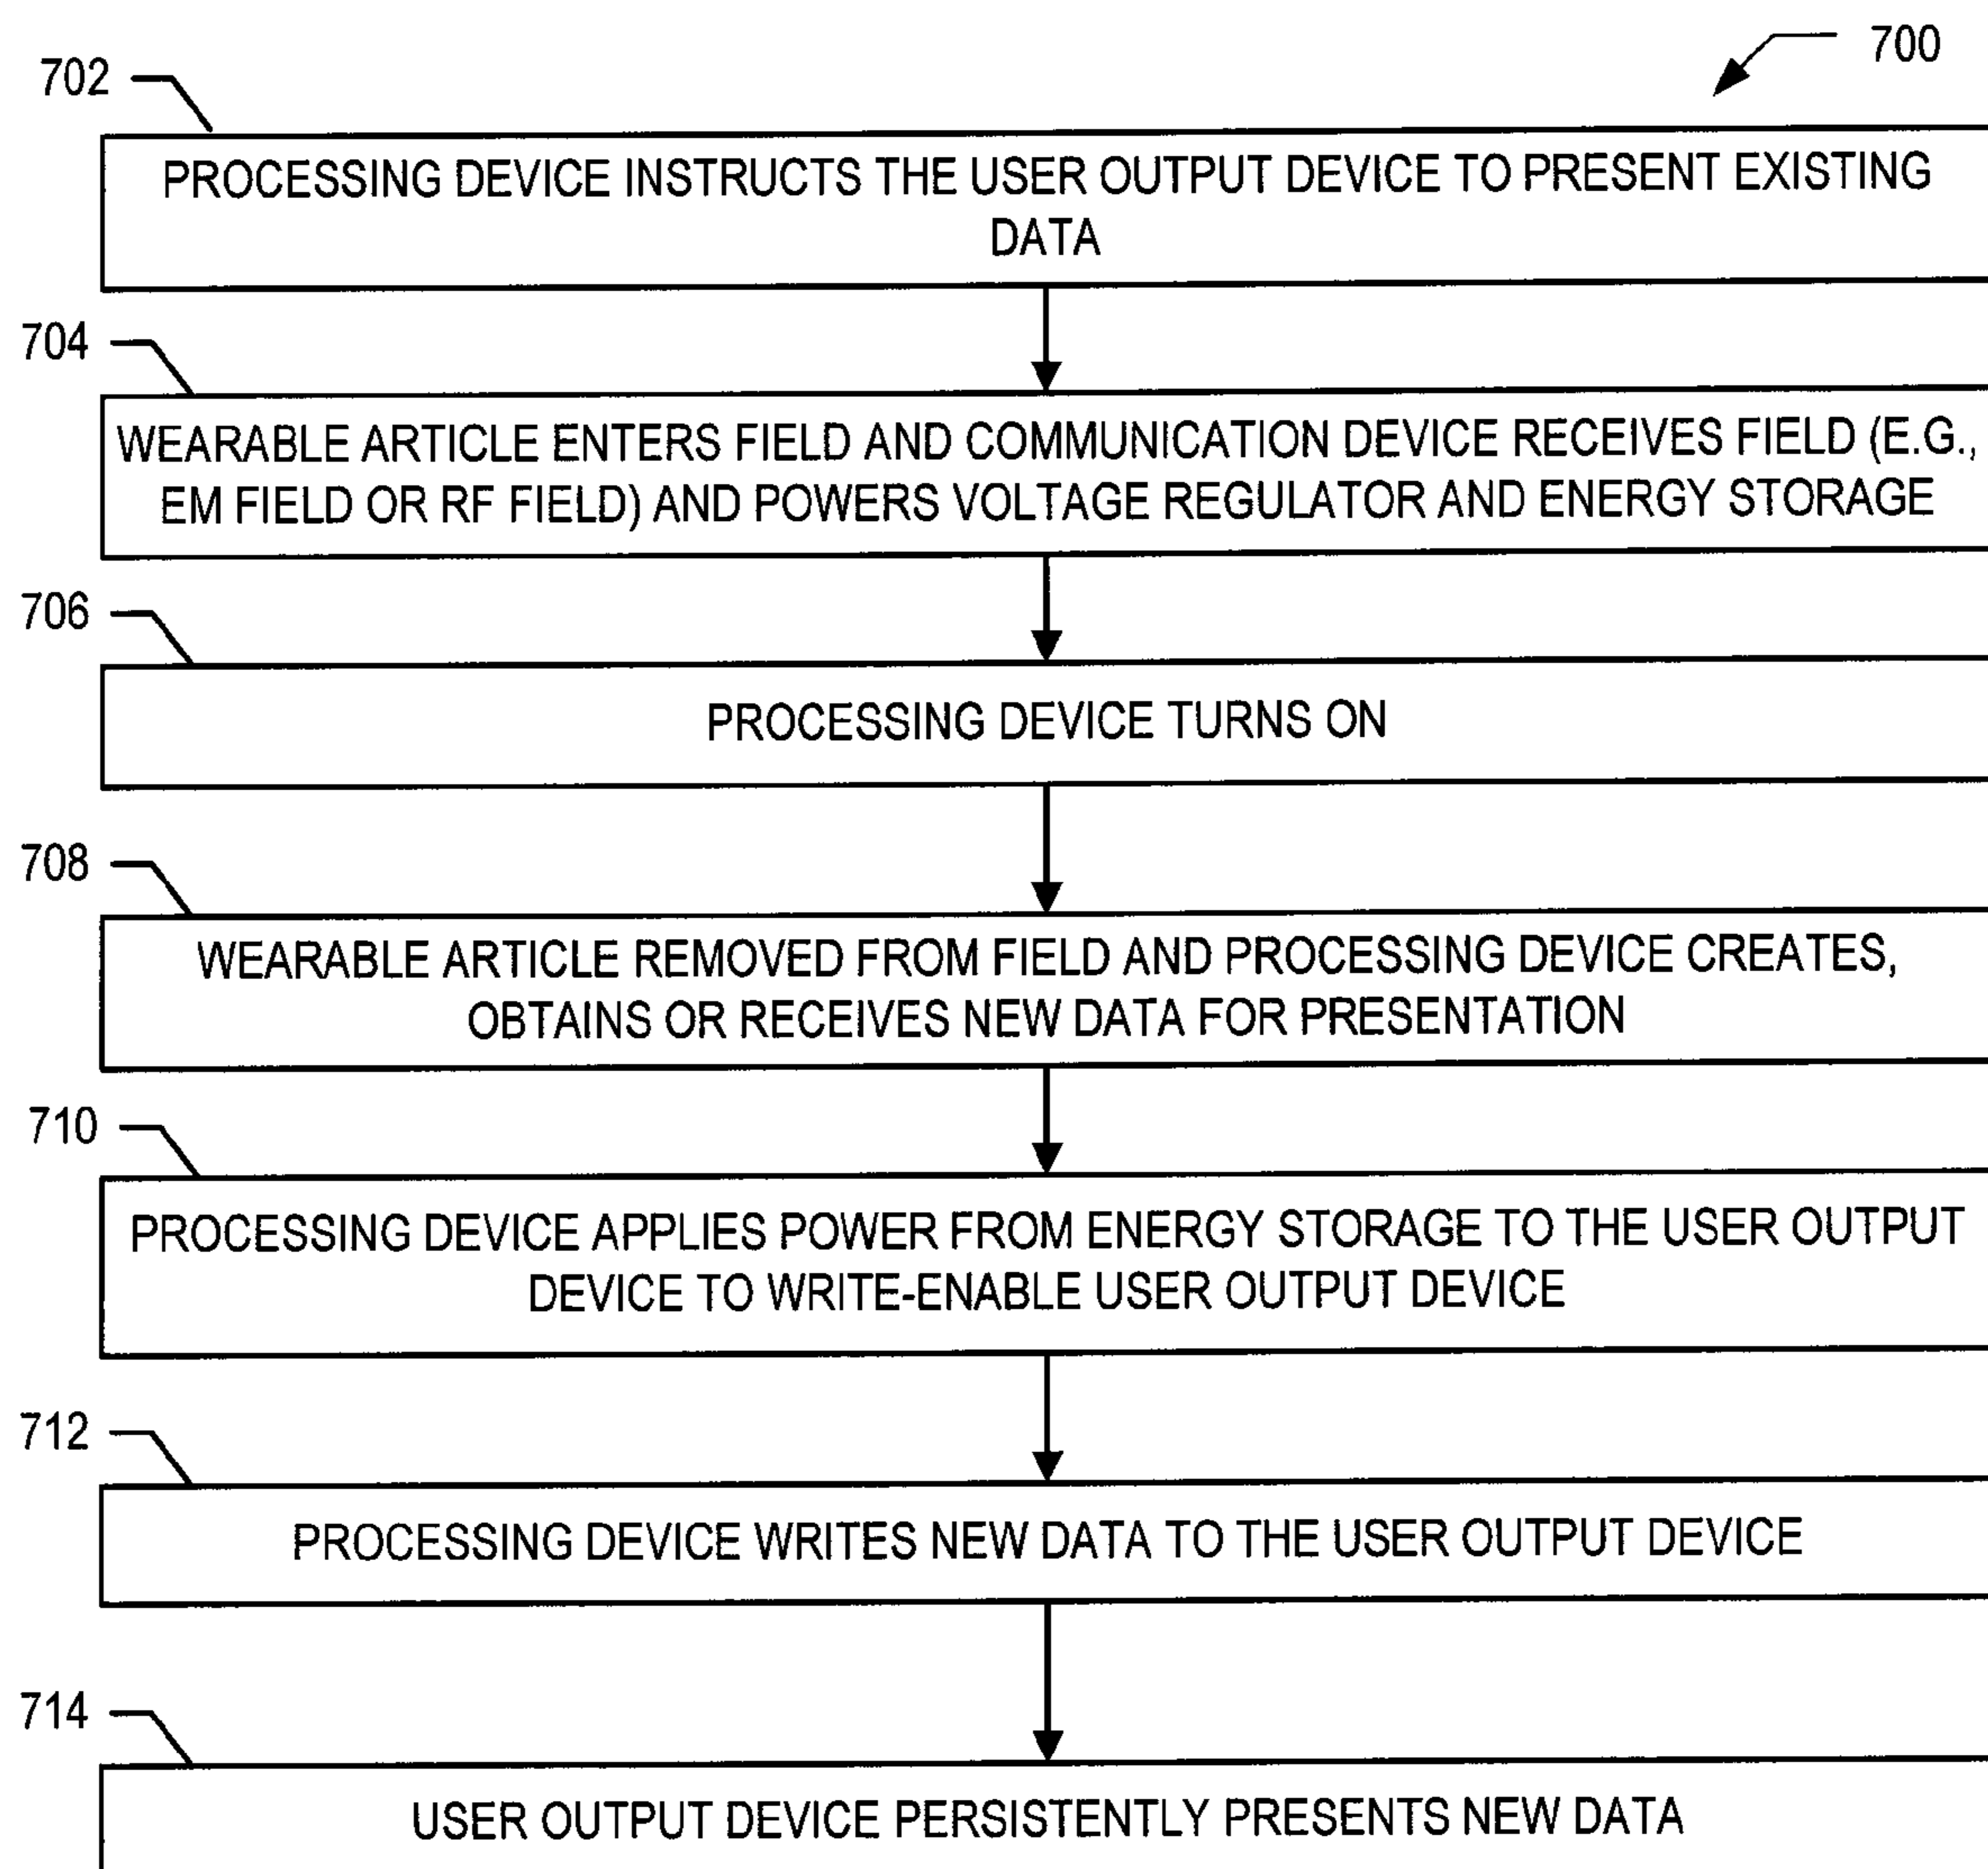 700
702
PROCESSING DEVICE INSTRUCTS THE USER OUTPUT DEVICE TO PRESENT EXISTING
DATA
704
WEARABLE ARTICLE ENTERS FIELD AND COMMUNICATION DEVICE RECEIVES FIELD (E.G.,
EM FIELD OR RF FIELD) AND POWERS VOLTAGE REGULATOR AND ENERGY STORAGE
706
PROCESSING DEVICE TURNS ON
708
WEARABLE ARTICLE REMOVED FROM FIELD AND PROCESSING DEVICE CREATES,
OBTAINS OR RECEIVES NEW DATA FOR PRESENTATION
710
PROCESSING DEVICE APPLIES POWER FROM ENERGY STORAGE TO THE USER OUTPUT
DEVICE TO WRITE-ENABLE USER OUTPUT DEVICE
712
PROCESSING DEVICE WRITES NEW DATA TO THE USER OUTPUT DEVICE
714
USER OUTPUT DEVICE PERSISTENTLY PRESENTS NEW DATA